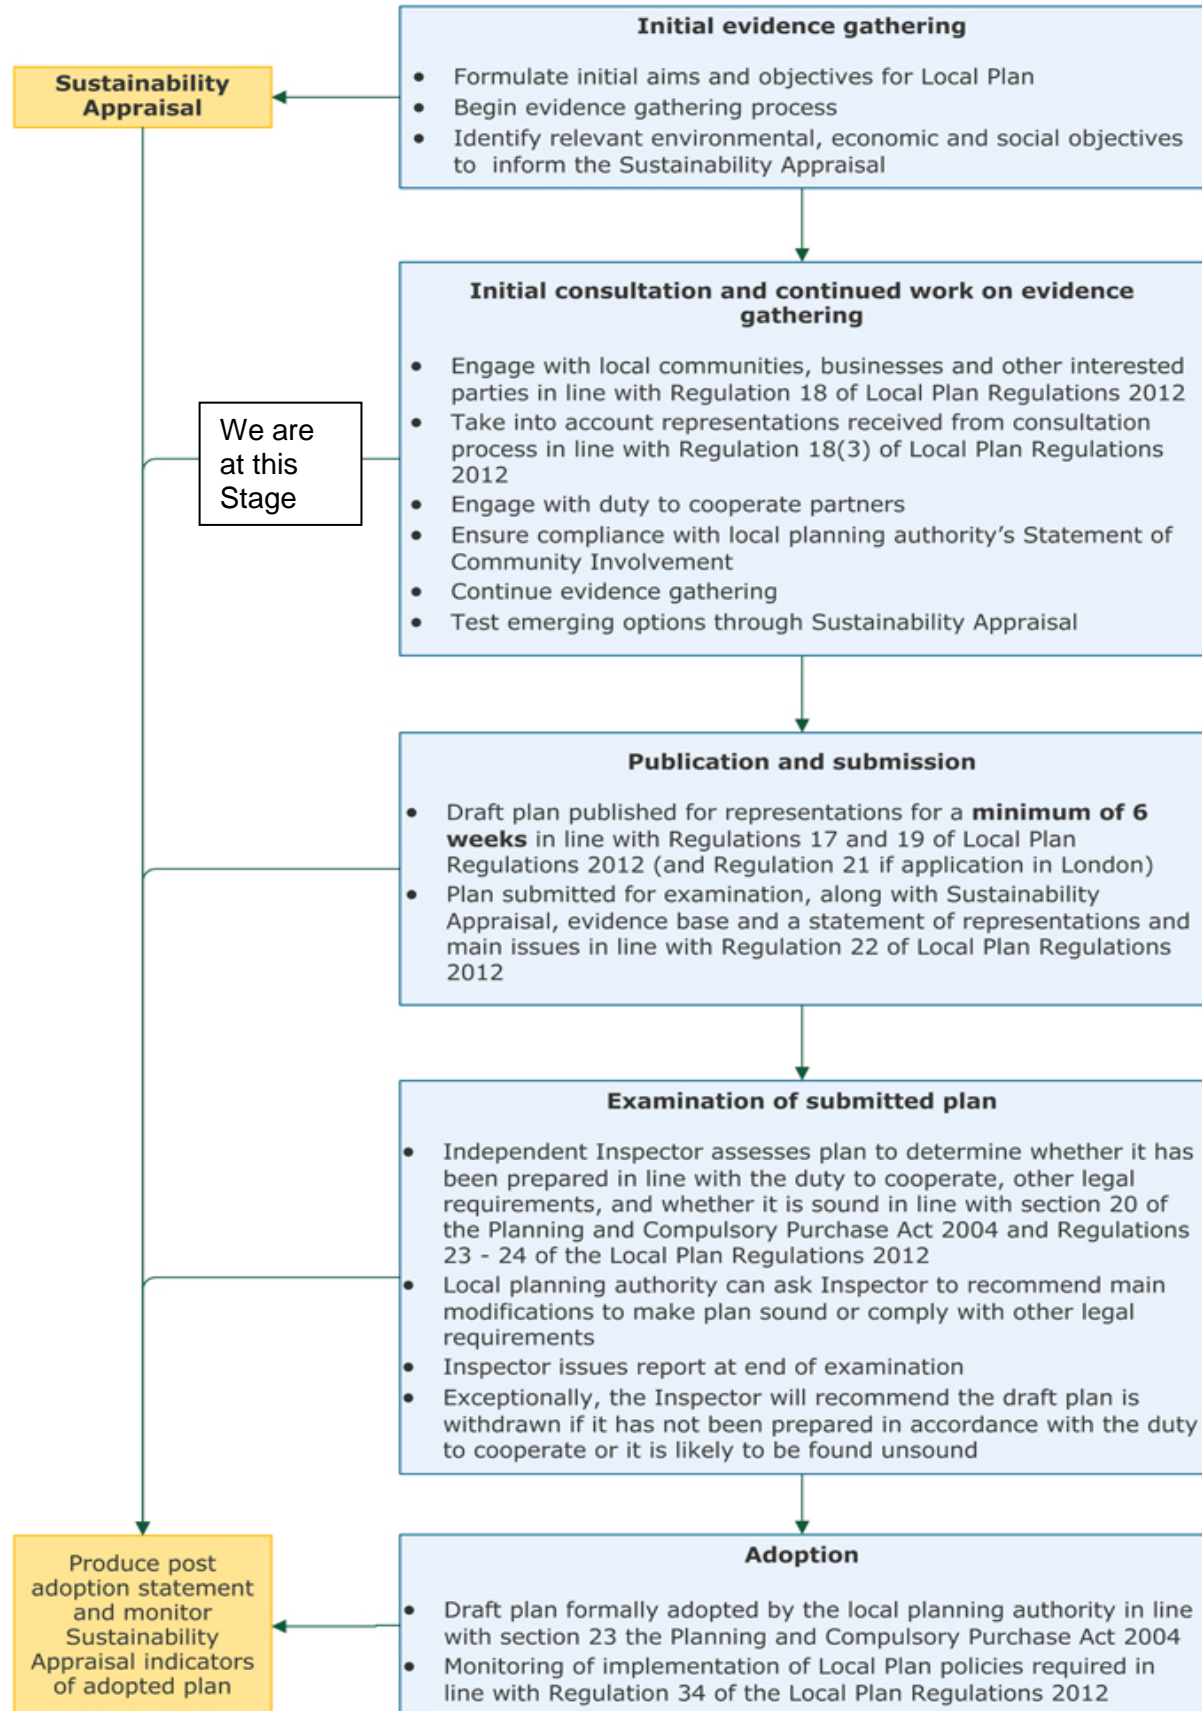 Initial evidence gathering
• Formulate initial aims and objectives for Local Plan
• Begin evidence gathering process
• Identify relevant environmental, economic and social objectives
to inform the Sustainability Appraisal
Sustainability
Appraisal
Initial consultation and continued work on evidence
gathering
• Engage with local communities, businesses and other interested
parties in line with Regulation 18 of Local Plan Regulations 2012
• Take into account representations received from consultation
process in line with Regulation 18(3) of Local Plan Regulations
2012
• Engage with duty to cooperate partners
• Ensure compliance with local planning authority’s Statement of
Community Involvement
• Continue evidence gathering
• Test emerging options through Sustainability Appraisal
We are
at this
Stage
Publication and submission
• Draft plan published for representations for a minimum of 6
weeks in line with Regulations 17 and 19 of Local Plan
Regulations 2012 (and Regulation 21 if application in London)
• Plan submitted for examination, along with Sustainability
Appraisal, evidence base and a statement of representations and
main issues in line with Regulation 22 of Local Plan Regulations
2012
Examination of submitted plan
• Independent Inspector assesses plan to determine whether it has
been prepared in line with the duty to cooperate, other legal
requirements, and whether it is sound in line with section 20 of
the Planning and Compulsory Purchase Act 2004 and Regulations
23 - 24 of the Local Plan Regulations 2012
• Local planning authority can ask Inspector to recommend main
modifications to make plan sound or comply with other legal
requirements
• Inspector issues report at end of examination
• Exceptionally, the Inspector will recommend the draft plan is
withdrawn if it has not been prepared in accordance with the duty
to cooperate or it is likely to be found unsound
Adoption
• Draft plan formally adopted by the local planning authority in line
with section 23 the Planning and Compulsory Purchase Act 2004
• Monitoring of implementation of Local Plan policies required in
line with Regulation 34 of the Local Plan Regulations 2012
Produce post
adoption statement
and monitor
Sustainability
Appraisal indicators
of adopted plan